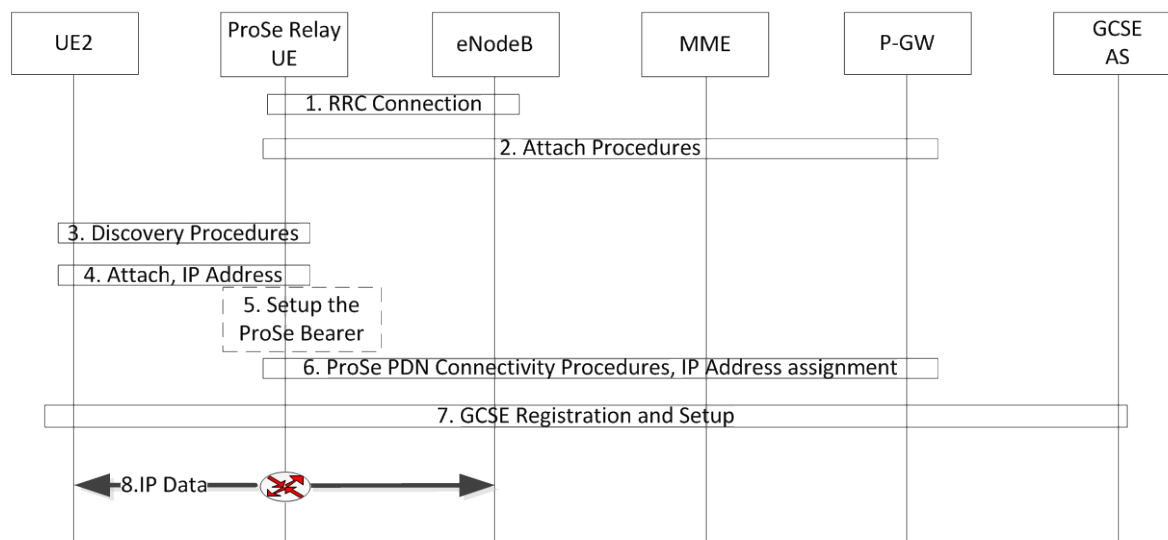 UE2
ProSe Relay
UE
eNodeB
MME
P-GW
GCSE
AS
1. RRC Connection
2. Attach Procedures
3. Discovery Procedures
4. Attach, IP Address
5. Setup the
ProSe Bearer
6. ProSe PDN Connectivity Procedures, IP Address assignment
7. GCSE Registration and Setup
8.IP Data